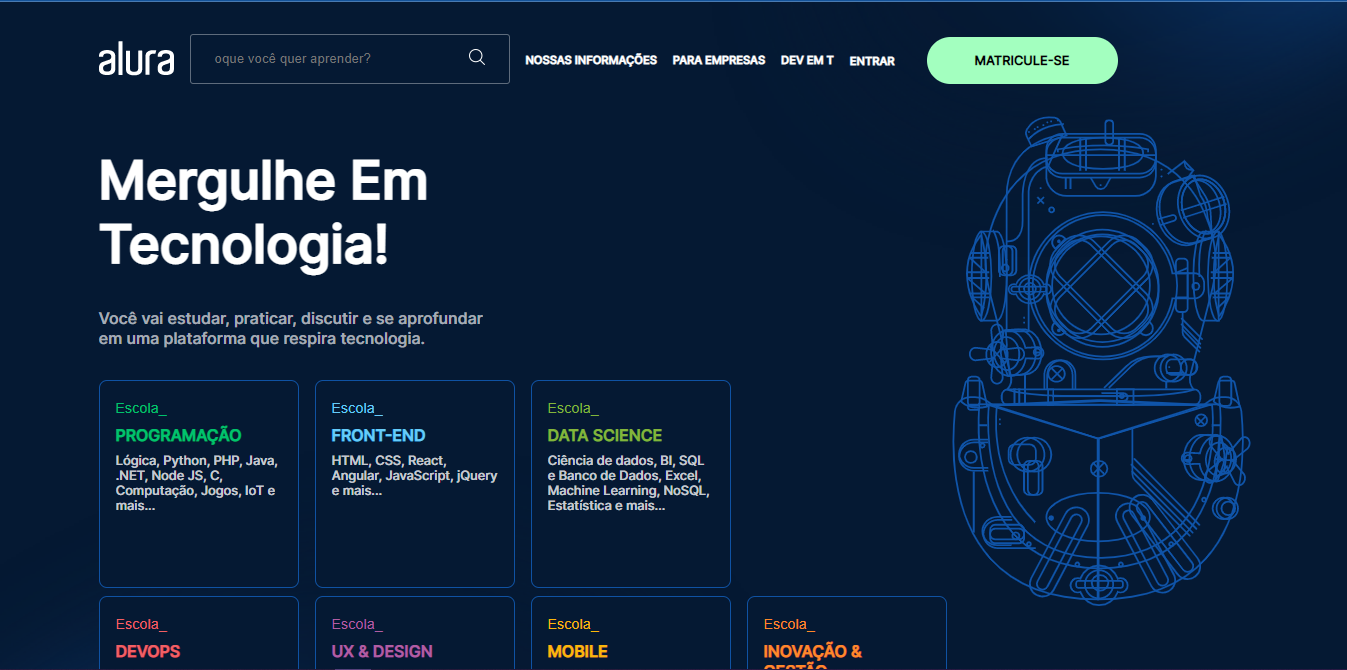 alura
oque você quer aprender?
NOSSAS INFORMAÇÕES
PARA EMPRESAS
DEV EM T
ENTRAR
MATRICULE-SE
Mergulhe Em
Tecnologia!
Você vai estudar, praticar, discutir e se aprofundar
em uma plataforma que respira tecnologia.
Escola_
PROGRAMAÇÃO
Lógica, Python, PHP, Java,
.NET, Node JS, C,
Computação, Jogos, IoT e
mais...
Escola_
FRONT-END
HTML, CSS, React,
Angular, JavaScript, jQuery
e mais...
Escola_
DATA SCIENCE
Ciência de dados, BI, SQL
e Banco de Dados, Excel,
Machine Learning, NoSQL,
Estatística e mais...
Escola_
DEVOPS
Escola_
UX & DESIGN
Escola_
MOBILE
Escola_
INOVAÇÃO &
GESTÃO